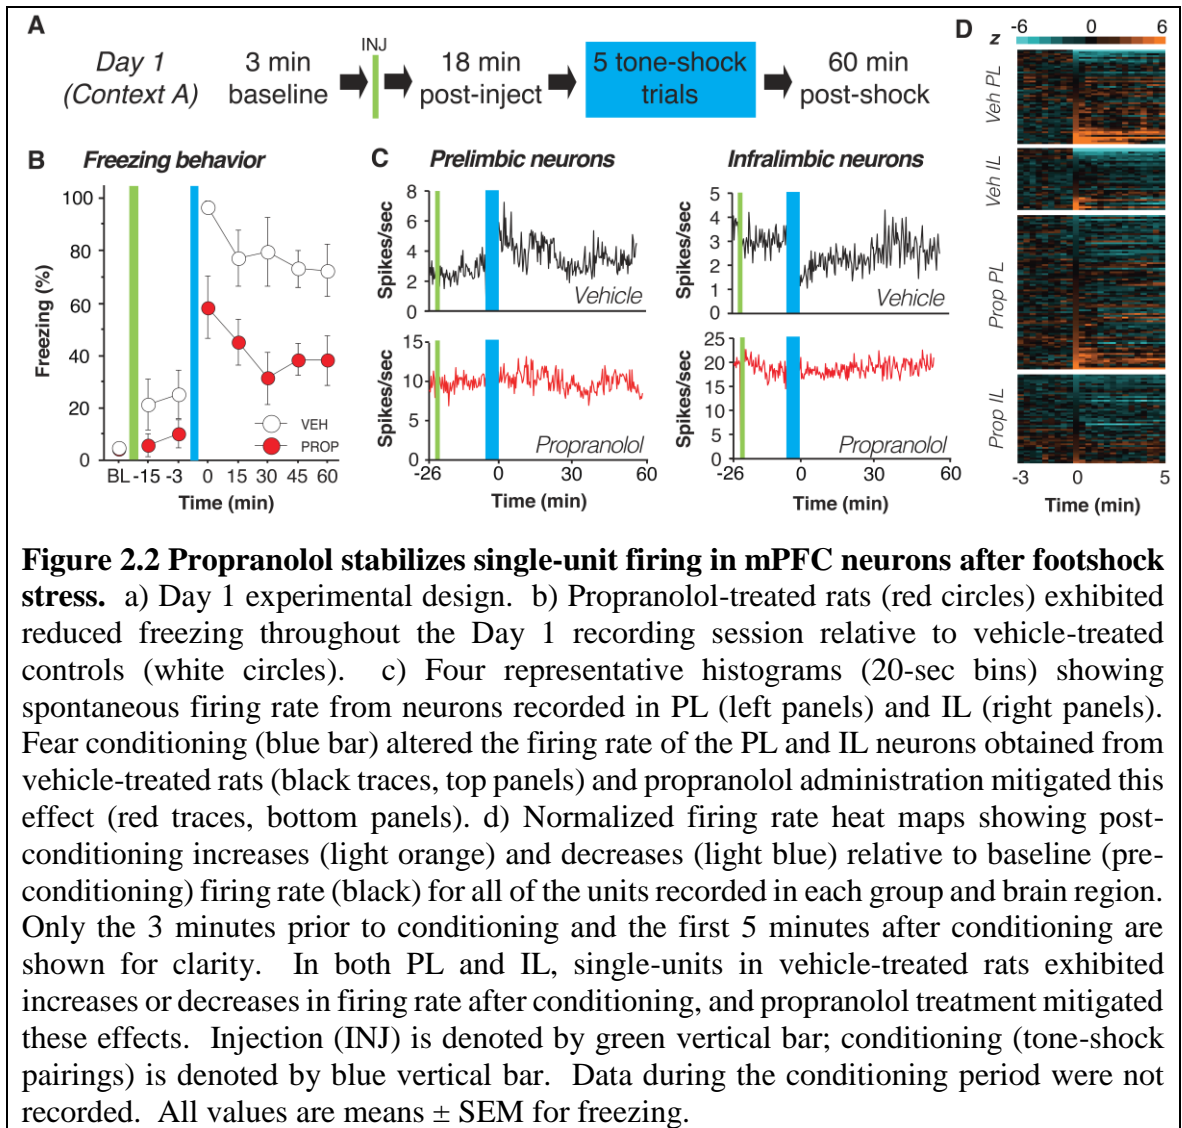 A
Day 1
(Context A)
3 min
baseline
INJ
18 min
post-inject
5 tone-shock
trials
60 min
post-shock
B
Freezing behavior
Freezing (%)
100
80
60
40
20
0
VEH
PROP
BL -15 -3 0 15 30 45 60
Time (min)
C
Prelimbic neurons
Spikes/sec
8
6
4
2
0
Vehicle
Spikes/sec
15
10
5
0
Propranolol
-26 0 30 60
Time (min)
Infralimbic neurons
Spikes/sec
5
4
3
2
1
0
Vehicle
Spikes/sec
25
20
15
10
5
0
Propranolol
-26 0 30 60
Time (min)
D
z
-6 0 6
Veh PL
Veh IL
Prop PL
Prop IL
-3 0 5
Time (min)
Figure 2.2 Propranolol stabilizes single-unit firing in mPFC neurons after footshock
stress. a) Day 1 experimental design. b) Propranolol-treated rats (red circles) exhibited
reduced freezing throughout the Day 1 recording session relative to vehicle-treated
controls (white circles). c) Four representative histograms (20-sec bins) showing
spontaneous firing rate from neurons recorded in PL (left panels) and IL (right panels).
Fear conditioning (blue bar) altered the firing rate of the PL and IL neurons obtained from
vehicle-treated rats (black traces, top panels) and propranolol administration mitigated this
effect (red traces, bottom panels). d) Normalized firing rate heat maps showing post-
conditioning increases (light orange) and decreases (light blue) relative to baseline (pre-
conditioning) firing rate (black) for all of the units recorded in each group and brain region.
Only the 3 minutes prior to conditioning and the first 5 minutes after conditioning are
shown for clarity. In both PL and IL, single-units in vehicle-treated rats exhibited
increases or decreases in firing rate after conditioning, and propranolol treatment mitigated
these effects. Injection (INJ) is denoted by green vertical bar; conditioning (tone-shock
pairings) is denoted by blue vertical bar. Data during the conditioning period were not
recorded. All values are means ± SEM for freezing.